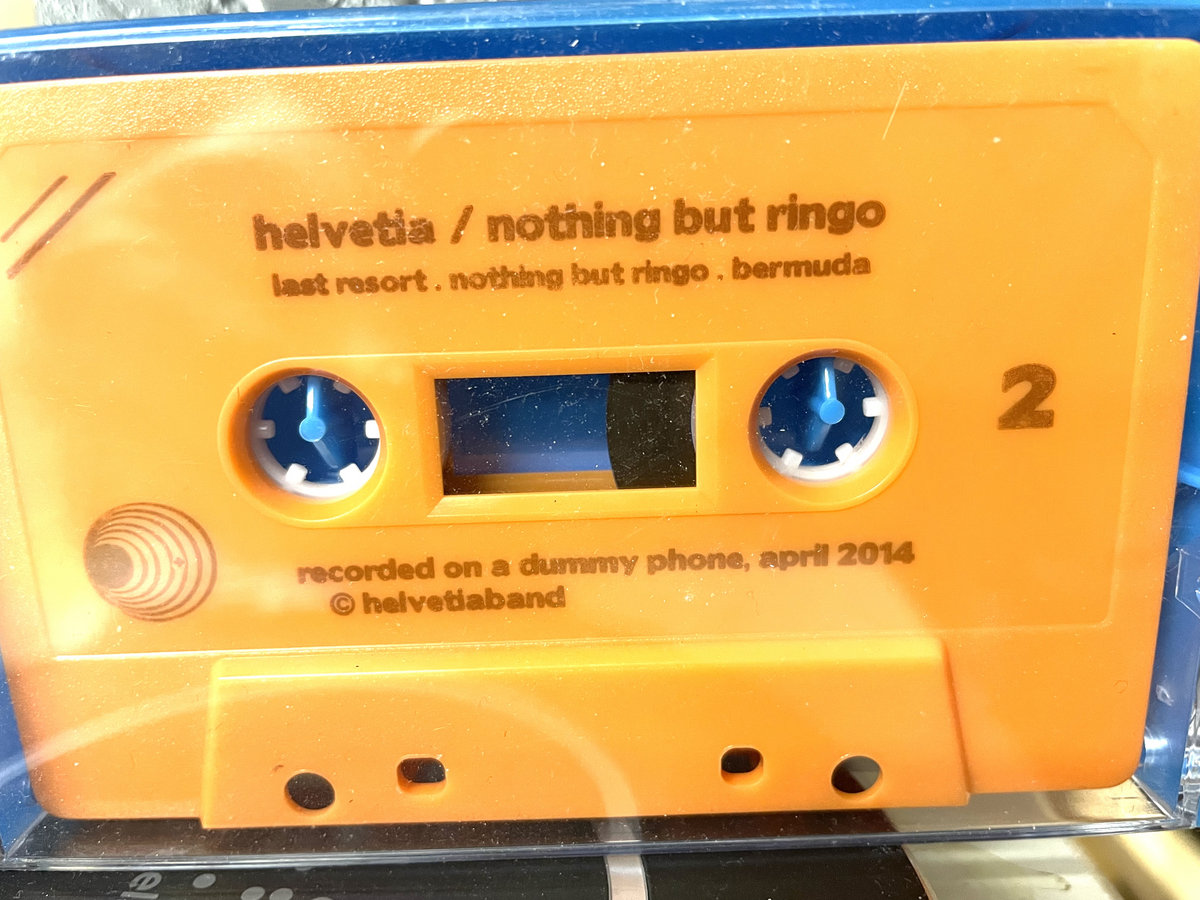 helvetia / nothing but ringo
last resort . nothing but ringo . bermuda
2
recorded on a dummy phone, april 2014
© helvetiaband